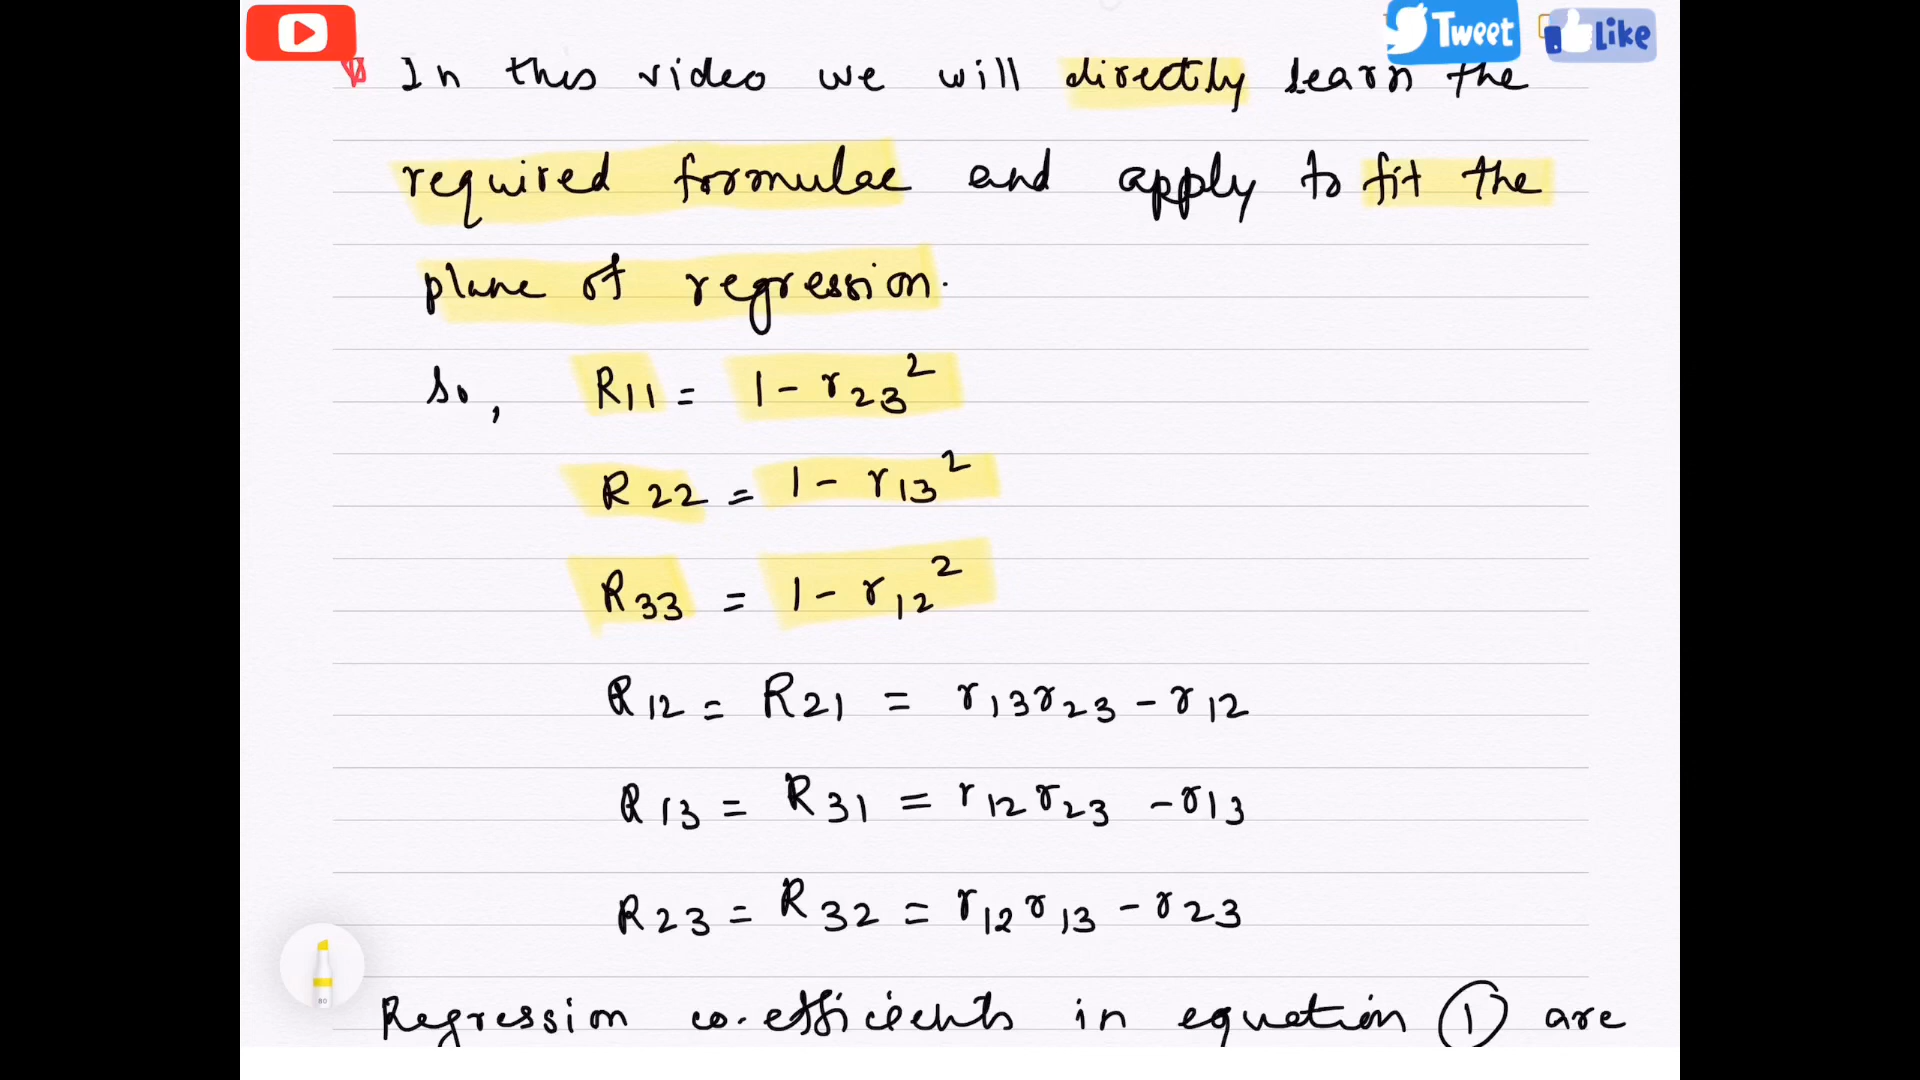 Tweet
Like
In this video we will directly learn the
required formulae and apply to fit the
plane of regression.
So, R11 = 1 - r23²
R22 = 1 - r13²
R33 = 1 - r12²
R12 = R21 = r13r23 - r12
R13 = R31 = r12r23 - r13
R23 = R32 = r12r13 - r23
80
Regression co-efficients in equation ① are